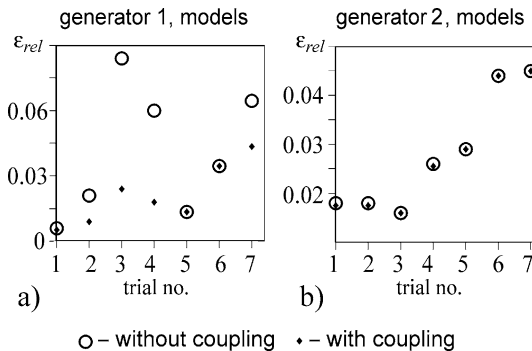 generator 1, models
generator 2, models
ε_rel
0.06
0.03
0
1 2 3 4 5 6 7
trial no.
a)
ε_rel
0.04
0.03
0.02
1 2 3 4 5 6 7
trial no.
b)
– without coupling
– with coupling